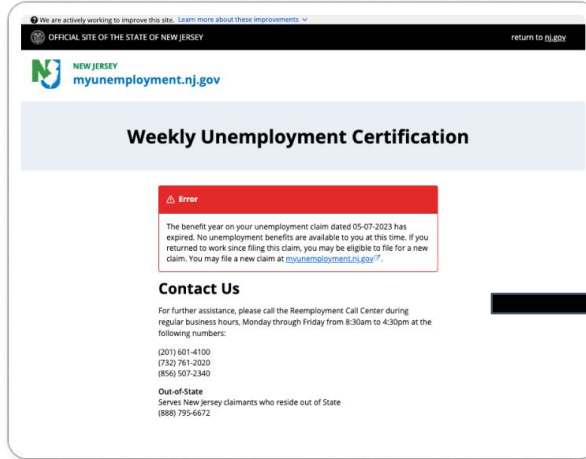 We are actively working to improve this site. Learn more about these improvements
OFFICIAL SITE OF THE STATE OF NEW JERSEY
return to nj.gov
NEW JERSEY
myunemployment.nj.gov
Weekly Unemployment Certification
Error
The benefit year on your unemployment claim dated 05-07-2023 has
expired. No unemployment benefits are available to you at this time. If you
returned to work since filing this claim, you may be eligible to file for a new
claim. You may file a new claim at myunemployment.nj.gov.
Contact Us
For further assistance, please call the Reemployment Call Center during
regular business hours, Monday through Friday from 8:30am to 4:30pm at the
following numbers:
(201) 601-4100
(732) 761-2020
(856) 507-2340
Out-of-State
Serves New Jersey claimants who reside out of State
(888) 795-6672